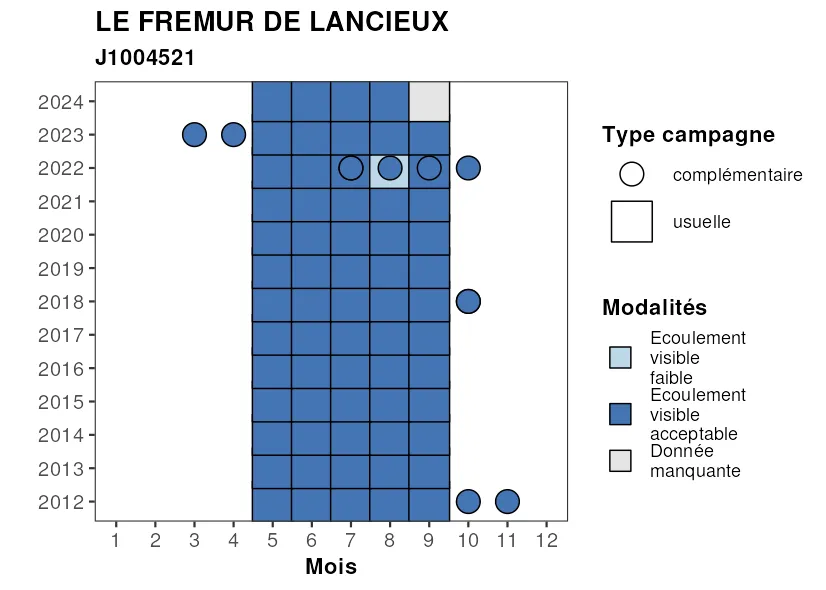 LE FREMUR DE LANCIEUX
J1004521
2024
2023
2022
2021
2020
2019
2018
2017
2016
2015
2014
2013
2012
1 2 3 4 5 6 7 8 9 10 11 12
Mois
Type campagne
complémentaire
usuelle
Modalités
Ecoulement
visible
faible
Ecoulement
visible
acceptable
Donnée
manquante